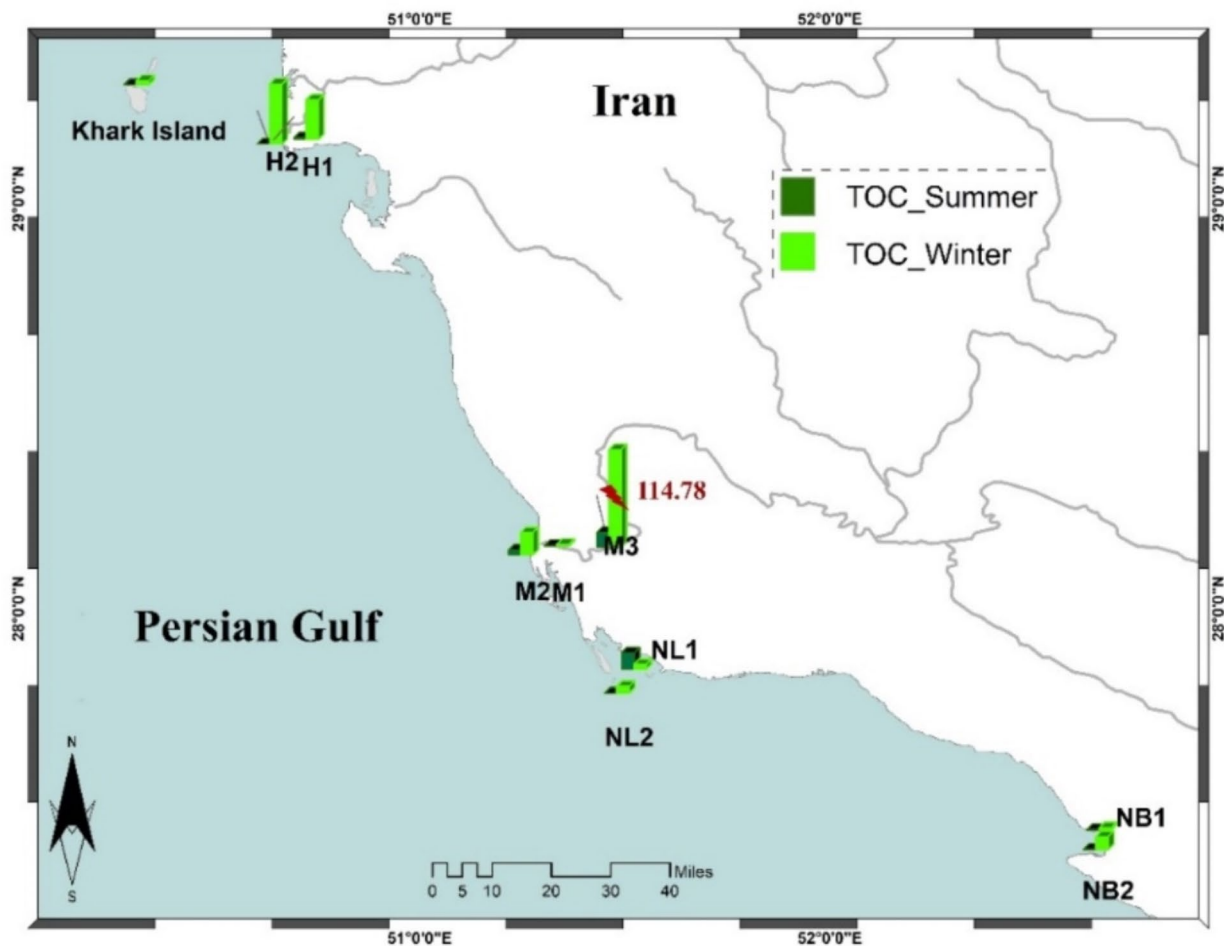 51°0'0"E 52°0'0"E
Iran
Khark Island
H2 H1
29°0'0"N 29°0'0"N
TOC_Summer
TOC_Winter
114.78
M3
M2 M1
28°0'0"N 28°0'0"N
Persian Gulf
NL1
NL2
N
S
NB1
NB2
Miles
0 5 10 20 30 40
51°0'0"E 52°0'0"E